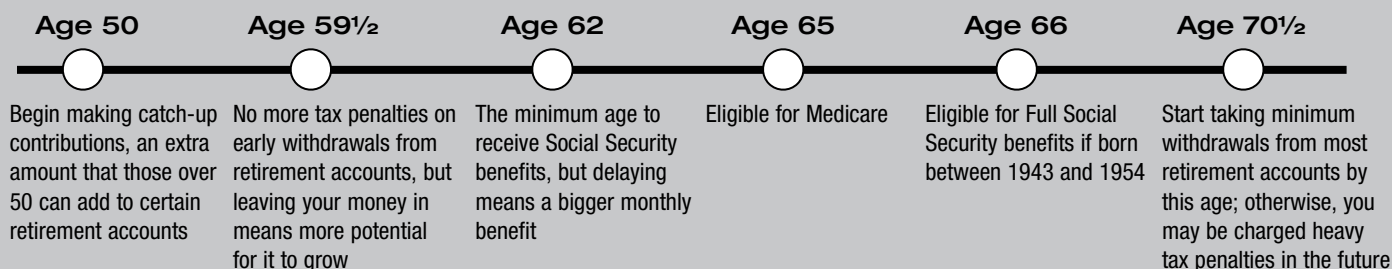 Age 50
Begin making catch-up
contributions, an extra
amount that those over
50 can add to certain
retirement accounts
Age 59½
No more tax penalties on
early withdrawals from
retirement accounts, but
leaving your money in
means more potential
for it to grow
Age 62
The minimum age to
receive Social Security
benefits, but delaying
means a bigger monthly
benefit
Age 65
Eligible for Medicare
Age 66
Eligible for Full Social
Security benefits if born
between 1943 and 1954
Age 70½
Start taking minimum
withdrawals from most
retirement accounts by
this age; otherwise, you
may be charged heavy
tax penalties in the future